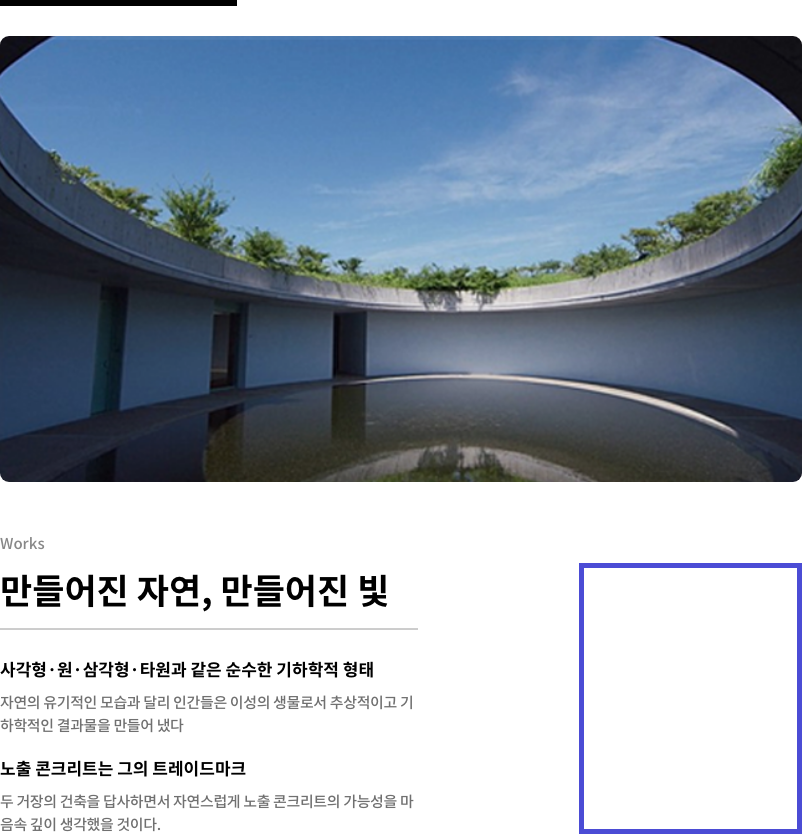 Works
만들어진 자연, 만들어진 빛
사각형·원·삼각형·타원과 같은 순수한 기하학적 형태
자연의 유기적인 모습과 달리 인간들은 이성의 생물로서 추상적이고 기
하학적인 결과물을 만들어 냈다
노출 콘크리트는 그의 트레이드마크
두 거장의 건축을 답사하면서 자연스럽게 노출 콘크리트의 가능성을 마
음속 깊이 생각했을 것이다.